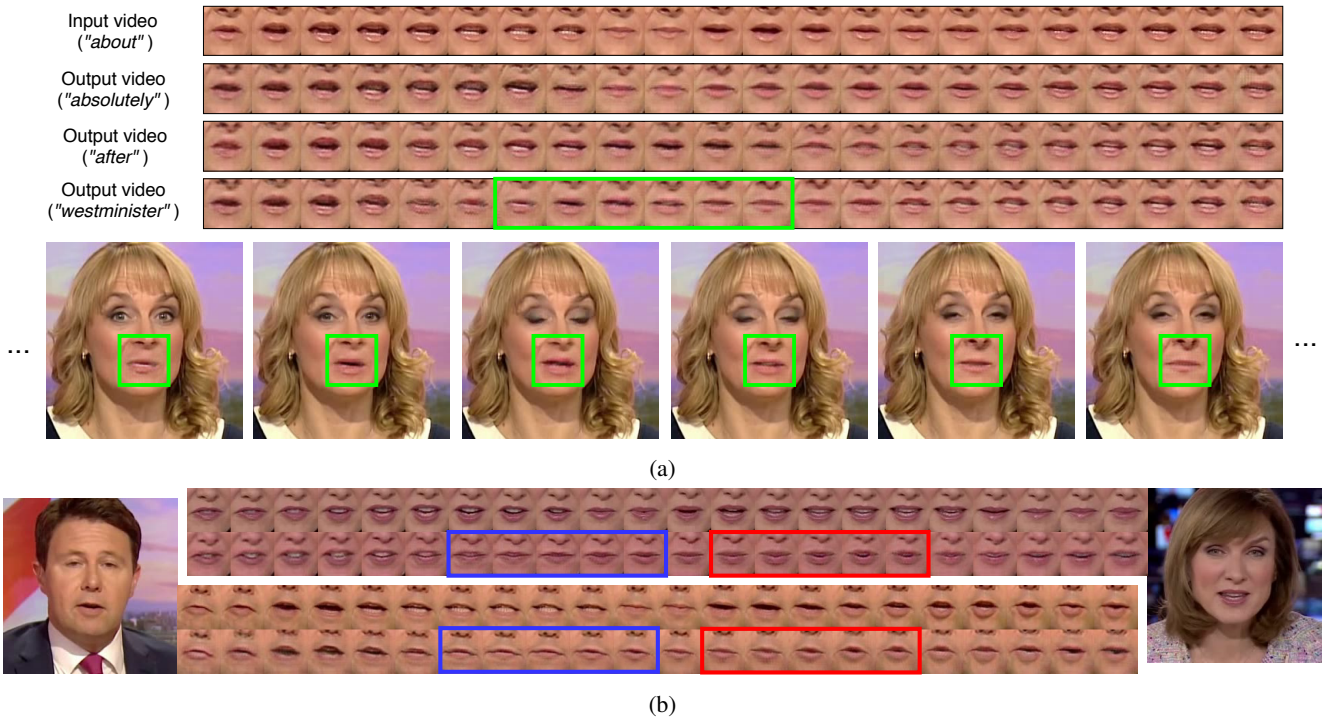 Input video
("about")
Output video
("absolutely")
Output video
("after")
Output video
("westminister")
...
...
(a)
(b)